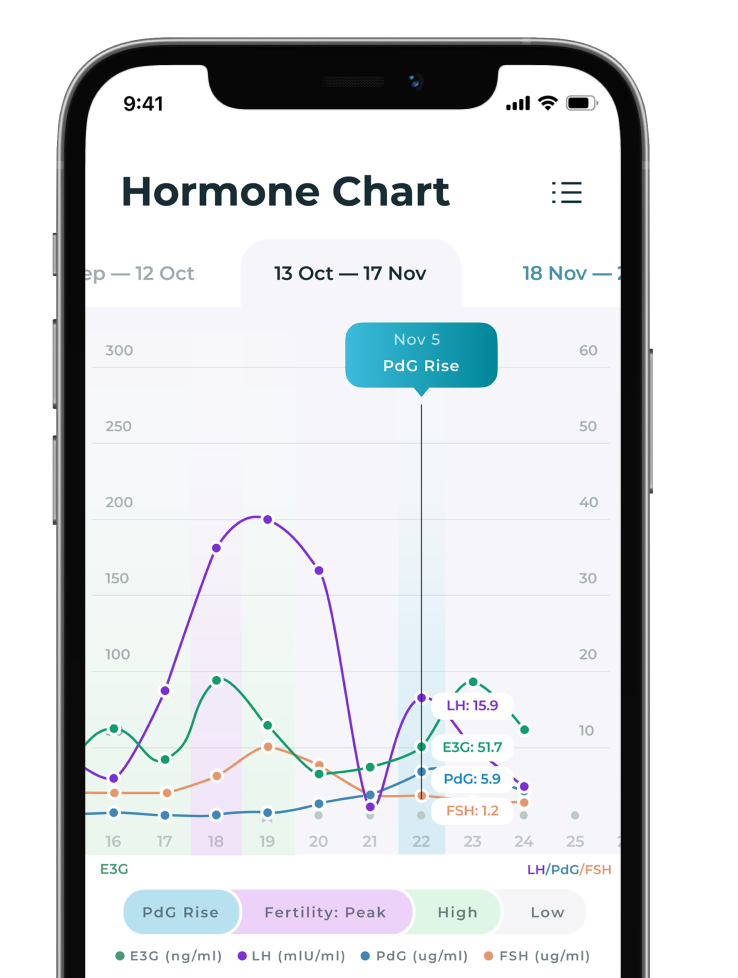 9:41
Hormone Chart
ep — 12 Oct
13 Oct — 17 Nov
18 Nov —
Nov 5
PdG Rise
300
60
250
50
200
40
150
30
100
20
10
LH: 15.9
E3G: 51.7
PdG: 5.9
FSH: 1.2
16 17 18 19 20 21 22 23 24 25
E3G
LH/PdG/FSH
PdG Rise
Fertility: Peak
High
Low
E3G (ng/ml) LH (mlU/ml) PdG (ug/ml) FSH (ug/ml)